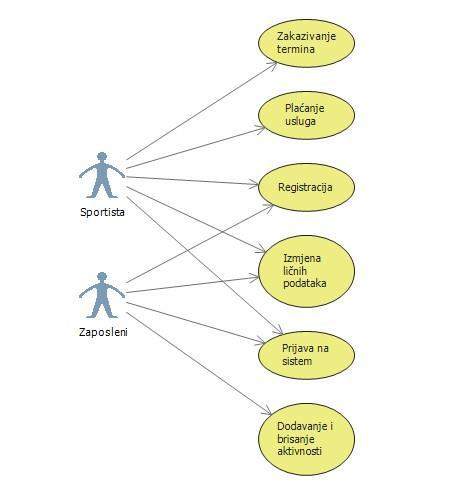 Zakazivanje
termina
Plaćanje
usluga
Registracija
Sportista
Izmjena
ličnih
podataka
Zaposleni
Prijava na
sistem
Dodavanje i
brisanje
aktivnosti